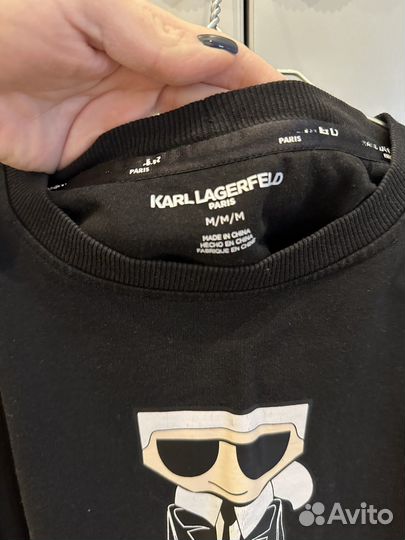 PARIS
PARIS
KARL LAGERFELD
PARIS
M/M/M
MADE IN CHINA
HECHO EN CHINA
FABRIQUE EN CHINE
Avito